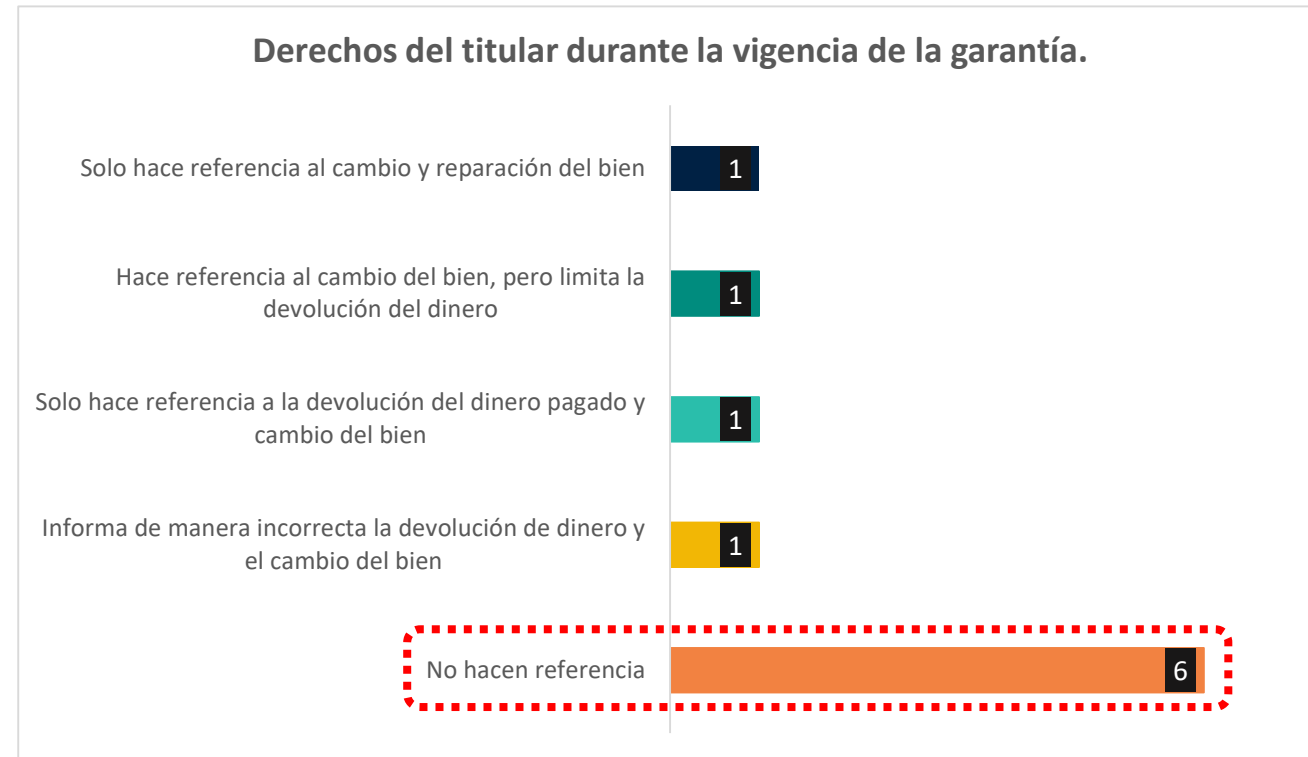 Derechos del titular durante la vigencia de la garantía.
Solo hace referencia al cambio y reparación del bien
1
Hace referencia al cambio del bien, pero limita la
devolución del dinero
1
Solo hace referencia a la devolución del dinero pagado y
cambio del bien
1
Informa de manera incorrecta la devolución de dinero y
el cambio del bien
1
No hacen referencia
6